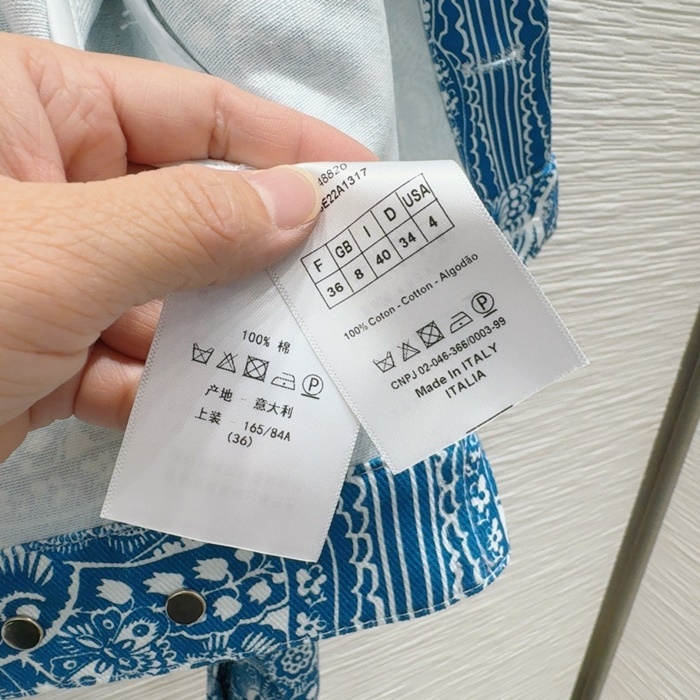 100% 棉
产地 意大利
上装 165/84A
(36)
E22A1317
F GB I D USA
36 8 40 34 4
100% Coton - Cotton - Algodão
P
CNPJ 02-046-366/0003-99
Made In ITALY
ITALIA